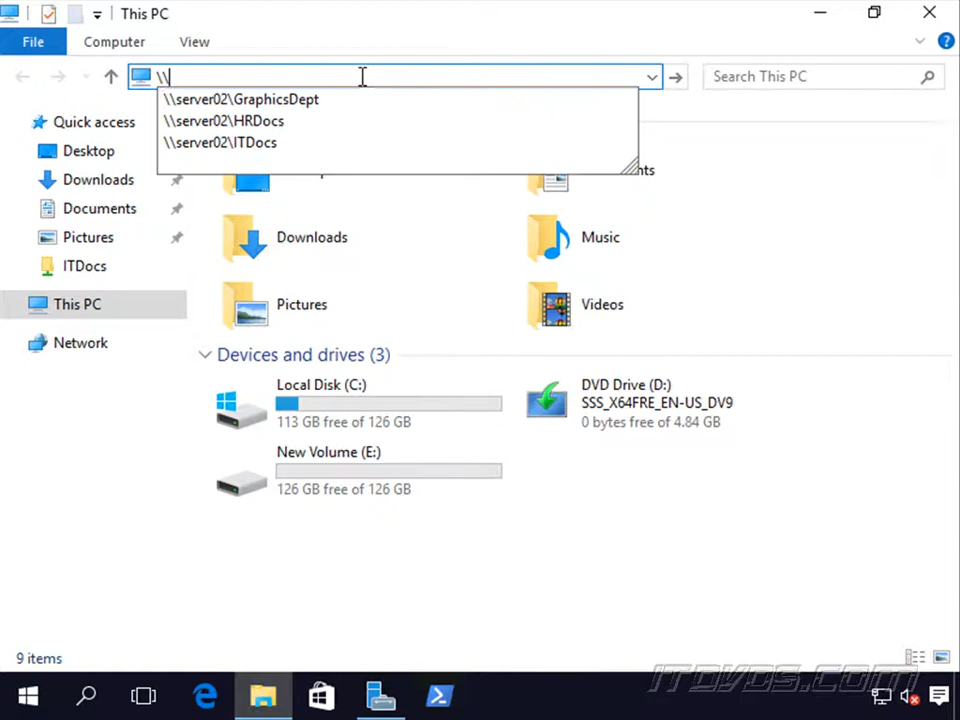 This PC
File
Computer
View
\\
Search This PC
\\server02\GraphicsDept
\\server02\HRDocs
\\server02\ITDocs
Quick access
Desktop
Downloads
Documents
Pictures
ITDocs
This PC
Network
nts
Downloads
Music
Pictures
Videos
Devices and drives (3)
Local Disk (C:)
113 GB free of 126 GB
DVD Drive (D:)
SSS_X64FRE_EN-US_DV9
0 bytes free of 4.84 GB
New Volume (E:)
126 GB free of 126 GB
9 items
ITDVDS.COM